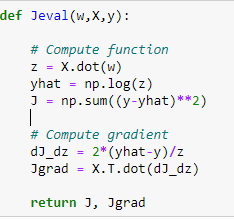 def Jeval(w,X,y):
# Compute function
z = X.dot(w)
yhat = np.log(z)
J = np.sum((y-yhat)**2)
# Compute gradient
dJ_dz = 2*(yhat-y)/z
Jgrad = X.T.dot(dJ_dz)
return J, Jgrad